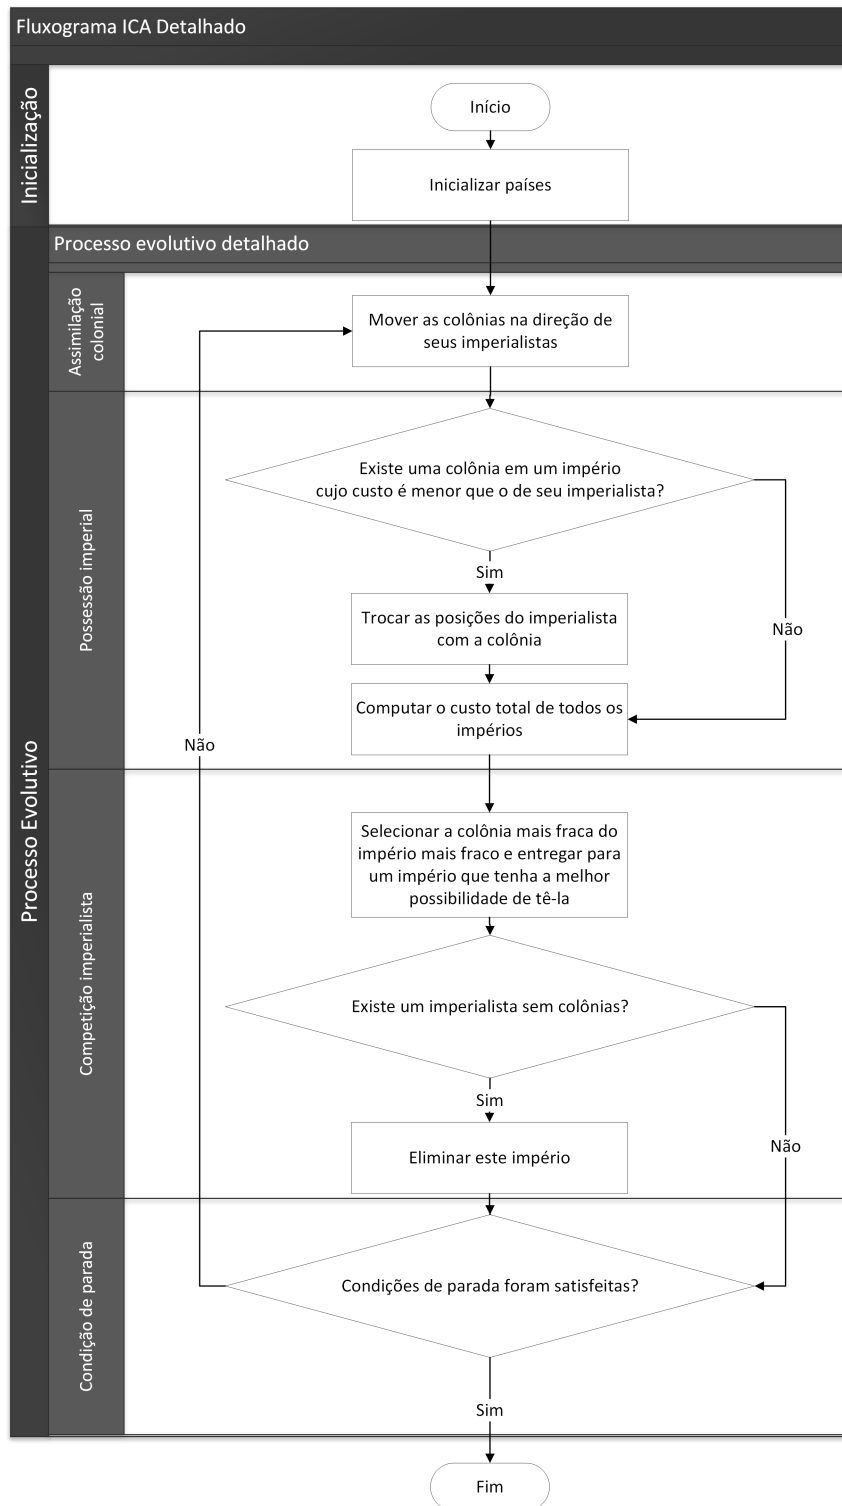 Fluxograma ICA Detalhado
Inicialização
Início
Inicializar países
Processo Evolutivo
Processo evolutivo detalhado
Assimilação
colonial
Mover as colônias na direção de
seus imperialistas
Possessão imperial
Existe uma colônia em um império
cujo custo é menor que o de seu imperialista?
Sim
Não
Trocar as posições do imperialista
com a colônia
Computar o custo total de todos os
impérios
Não
Competição imperialista
Selecionar a colônia mais fraca do
império mais fraco e entregar para
um império que tenha a melhor
possibilidade de tê-la
Existe um imperialista sem colônias?
Sim
Não
Eliminar este império
Condição de parada
Condições de parada foram satisfeitas?
Sim
Fim